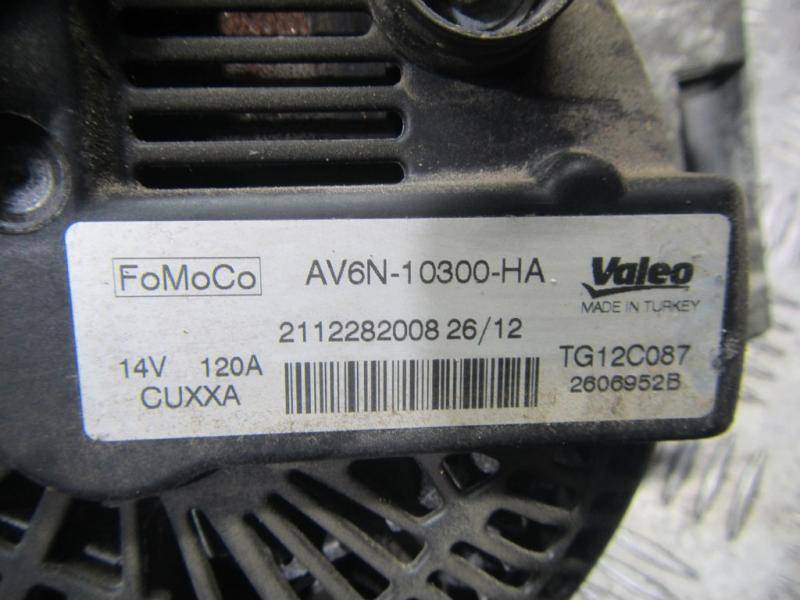 FoMoCo AV6N-10300-HA Valeo
MADE IN TURKEY
2112282008 26/12
14V 120A TG12C087
CUXXA 2606952B